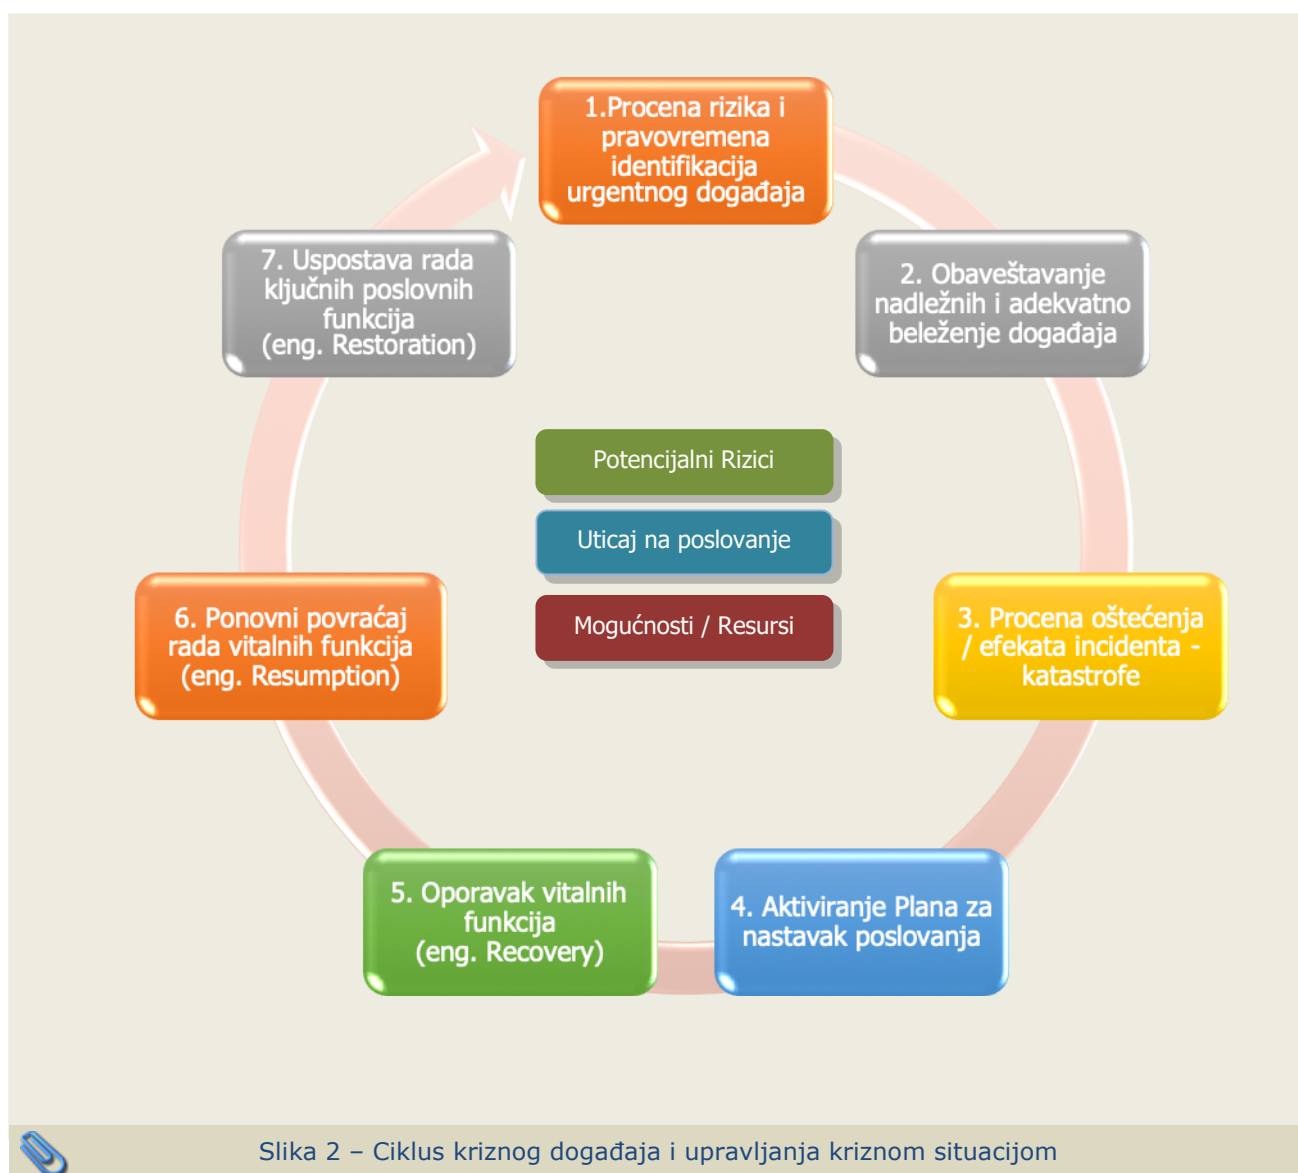 1.Procena rizika i
pravovremena
identifikacija
urgentnog događaja
2. Obaveštavanje
nadležnih i adekvatno
beleženje događaja
3. Procena oštećenja
/ efekata incidenta -
katastrofe
4. Aktiviranje Plana za
nastavak poslovanja
5. Oporavak vitalnih
funkcija
(eng. Recovery)
6. Ponovni povraćaj
rada vitalnih funkcija
(eng. Resumption)
7. Uspostava rada
ključnih poslovnih
funkcija
(eng. Restoration)
Potencijalni Rizici
Uticaj na poslovanje
Mogućnosti / Resursi
Slika 2 – Ciklus kriznog događaja i upravljanja kriznom situacijom